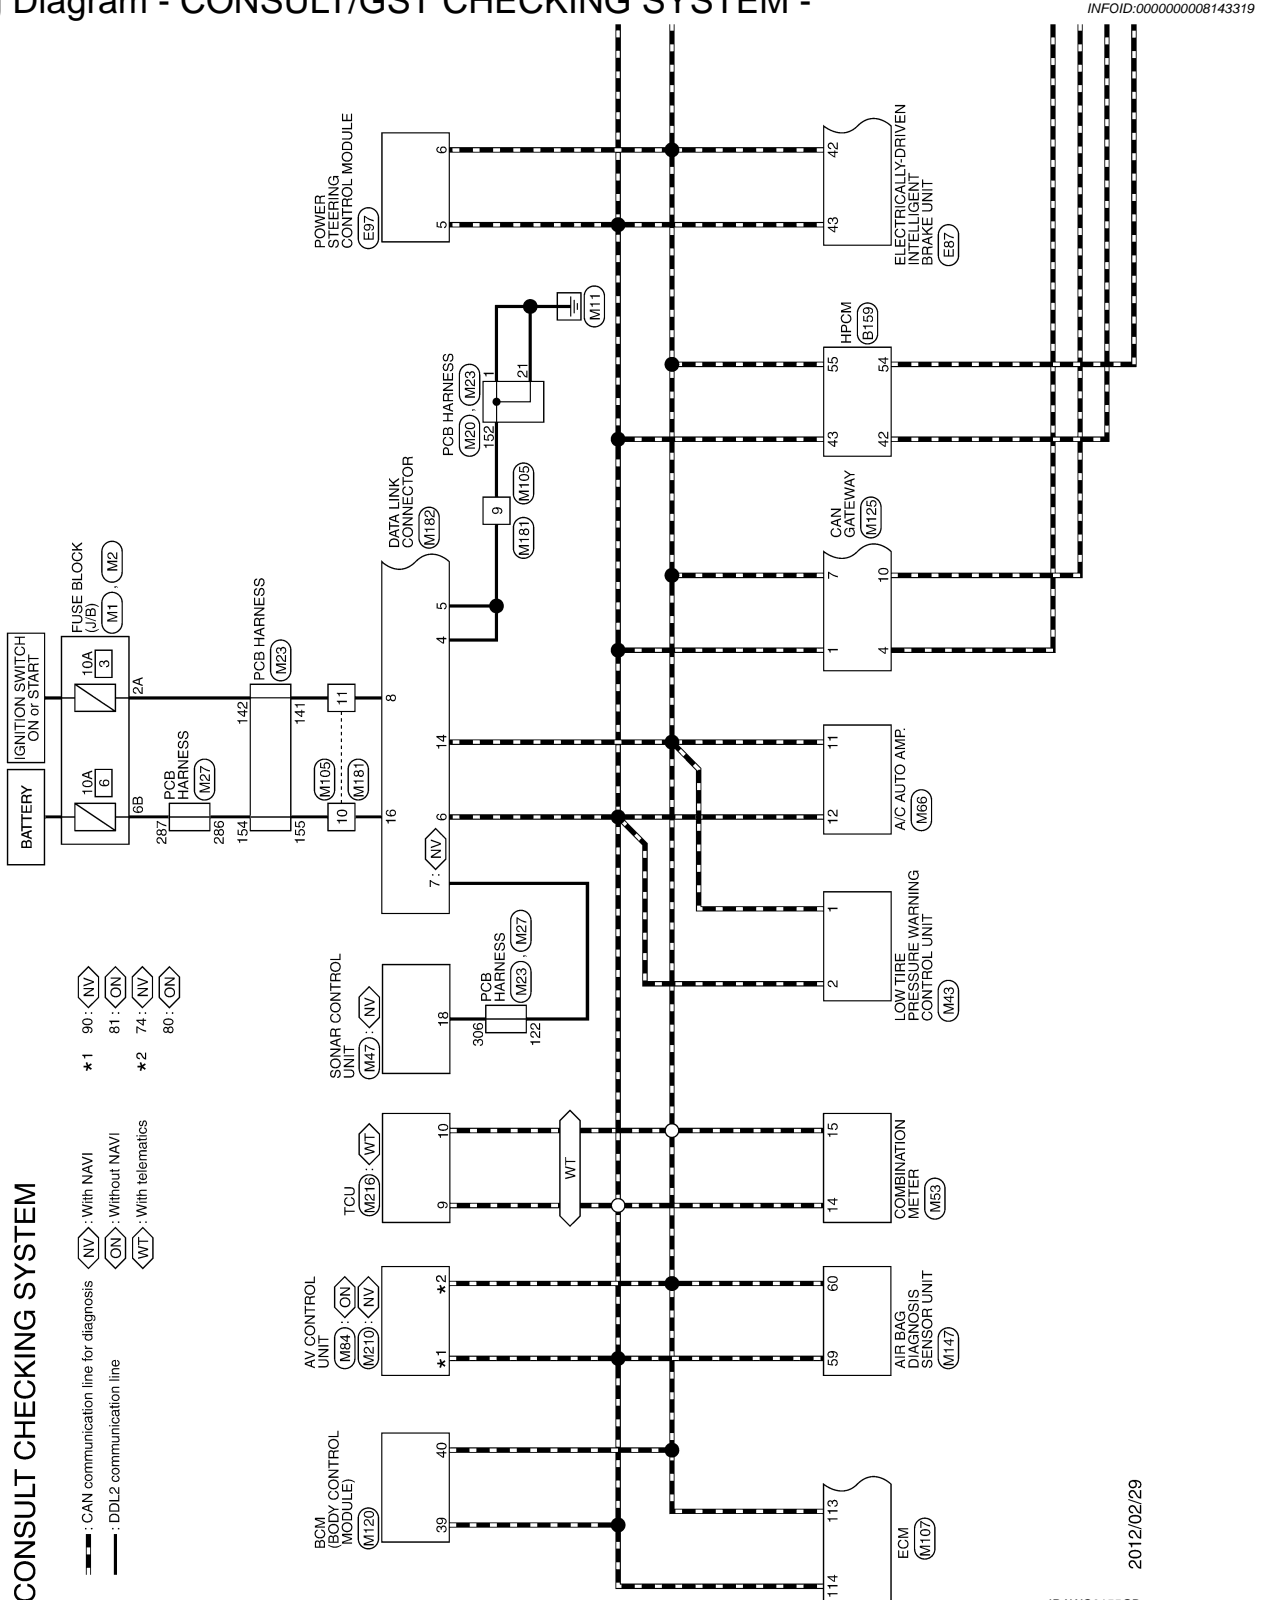 Diagram - CONSULT/GST CHECKING SYSTEM -
INFOID:0000000008143319
CONSULT CHECKING SYSTEM
: CAN communication line for diagnosis
: DDL2 communication line
NV : With NAVI
ON : Without NAVI
WT : With telematics
*1 90 : NV
81 : ON
*2 74 : NV
80 : ON
BATTERY
IGNITION SWITCH
ON or START
FUSE BLOCK
(J/B)
M1 , M2
10A
6
10A
3
6B
2A
287
PCB
HARNESS
M27
286
154
142
PCB HARNESS
M23
155
141
10
11
M105
M181
16
8
DATA LINK
CONNECTOR
M182
7 : NV
6
14
4
5
9
M181
M105
152
PCB HARNESS
M20 , M23
1
21
M11
POWER
STEERING
CONTROL MODULE
E97
5
6
SONAR CONTROL
UNIT
M47 : NV
18
306
122
PCB
HARNESS
M23 , M27
TCU
M216 : WT
9
10
WT
AV CONTROL
UNIT
M84 : ON
M210 : NV
*1
*2
BCM
(BODY CONTROL
MODULE)
M120
39
40
114
113
ECM
M107
59
60
AIR BAG
DIAGNOSIS
SENSOR UNIT
M147
14
15
COMBINATION
METER
M53
2
1
LOW TIRE
PRESSURE WARNING
CONTROL UNIT
M43
12
11
A/C AUTO AMP.
M66
1
7
4
10
CAN
GATEWAY
M125
43
55
42
54
HPCM
B159
43
42
ELECTRICALLY-DRIVEN
INTELLIGENT
BRAKE UNIT
E87
2012/02/29